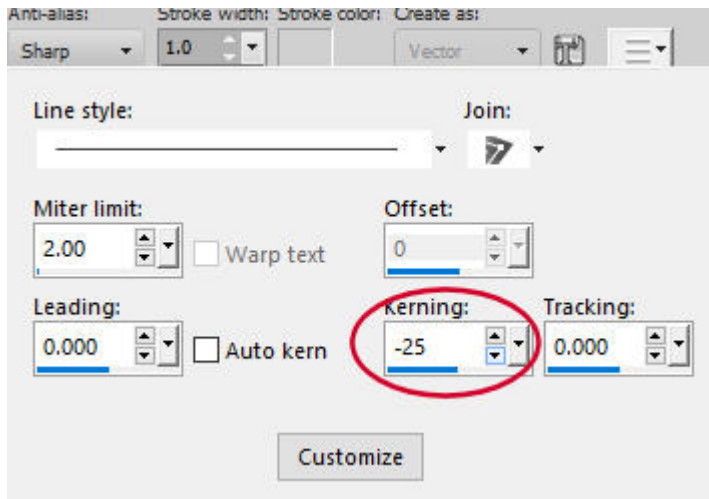 Anti-alias: Stroke width: Stroke color: Create as:
Sharp 1.0 Vector
Line style: Join:
Miter limit: Offset:
2.00 Warp text 0
Leading: Kerning: Tracking:
0.000 Auto kern -25 0.000
Customize